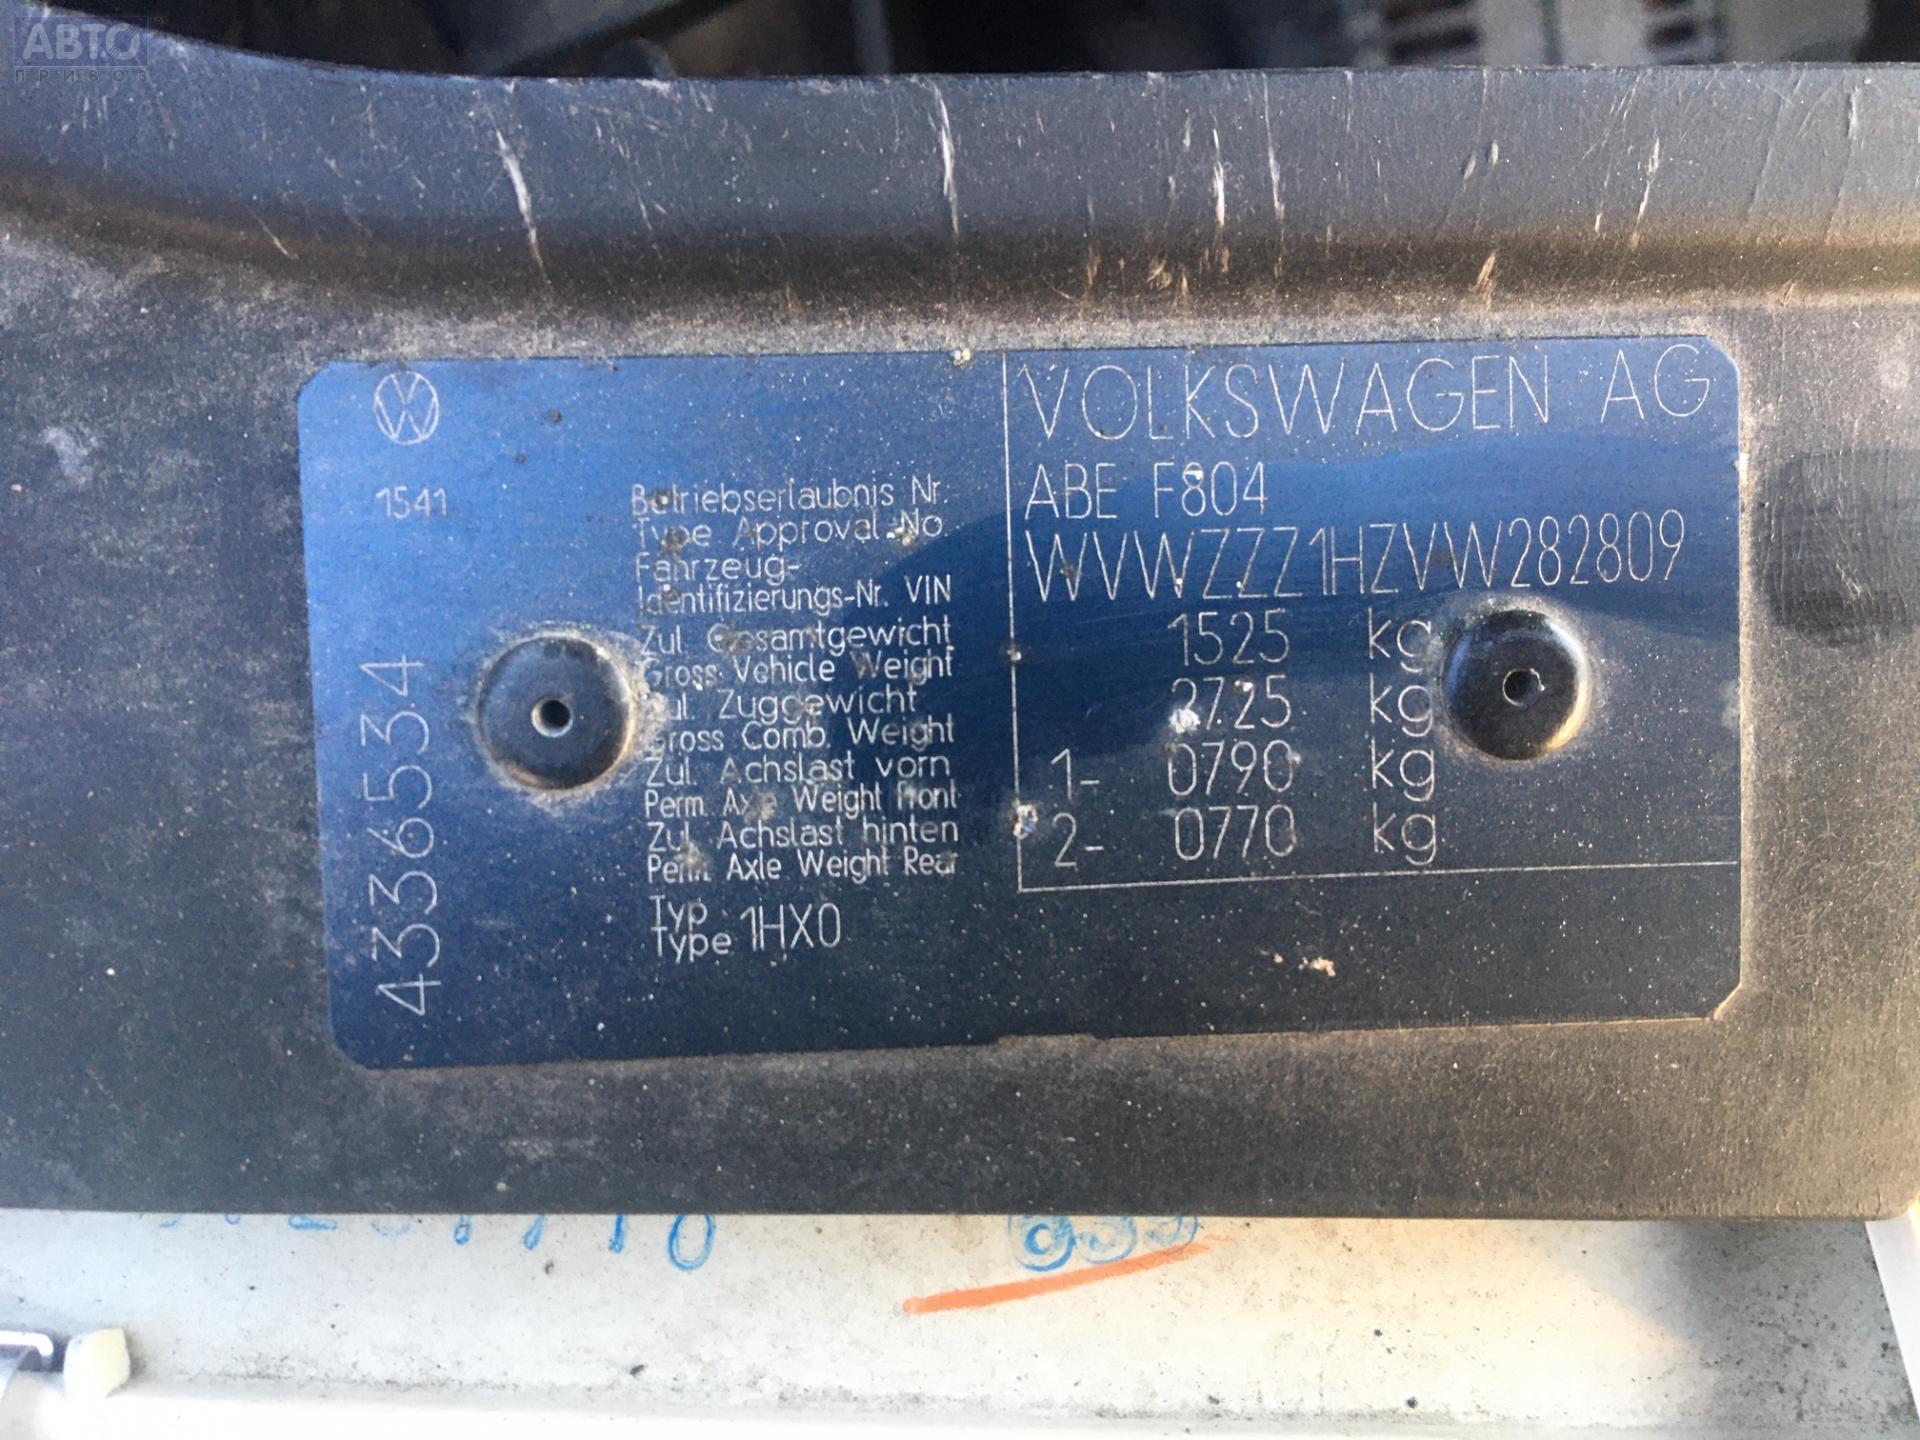 АВТО
ПРИВОЗ
1541
4336534
Betriebserlaubnis Nr.
Type Approval-No
Fahrzeug-
Identifizierungs-Nr. VIN
Zul. Gesamtgewicht
Gross Vehicle Weight
Zul. Zuggewicht
Gross Comb. Weight
Zul. Achslast vorn
Perm. Axle Weight Front
Zul. Achslast hinten
Perm. Axle Weight Rear
Typ
Type 1HX0
VOLKSWAGEN AG
ABE F804
WVWZZZ1HZVW282809
1525 kg
2725 kg
1- 0790 kg
2- 0770 kg